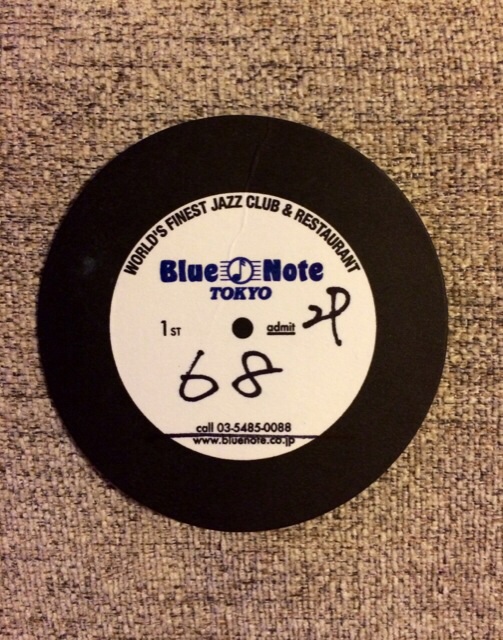 WORLD'S FINEST JAZZ CLUB & RESTAURANT
Blue Note
TOKYO
1ST admit 2P
68
call 03-5485-0088
www.bluenote.co.jp